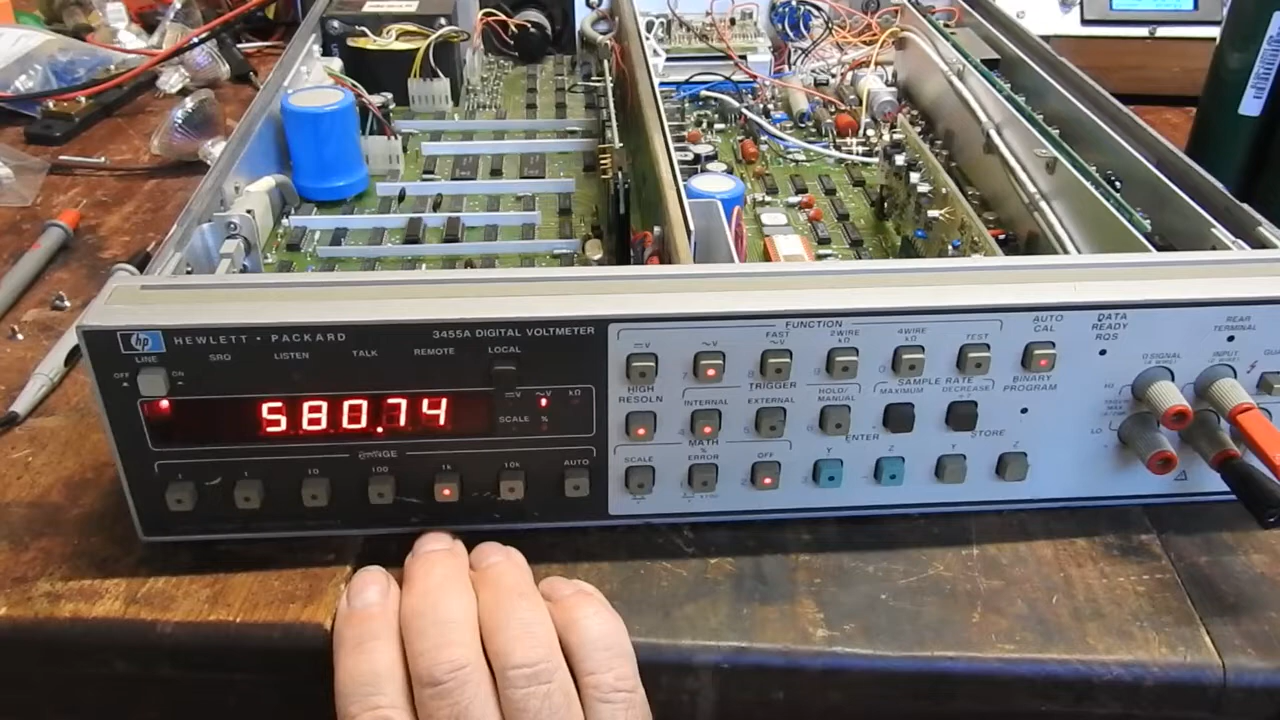 hp HEWLETT • PACKARD
3455A DIGITAL VOLTMETER
LINE
OFF
ON
SRQ
LISTEN
TALK
REMOTE
LOCAL
580.74
⎓V
~V
kΩ
SCALE
%
RANGE
.1
1
10
100
1k
10k
AUTO
FUNCTION
⎓V
~V
FAST
~V
2WIRE
kΩ
4WIRE
kΩ
TEST
AUTO
CAL
BINARY
PROGRAM
HIGH
RESOLN
TRIGGER
INTERNAL
EXTERNAL
HOLD/
MANUAL
SAMPLE RATE
MAXIMUM
DECREASE
÷2
MATH
SCALE
%
ERROR
OFF
ENTER
Y
Z
STORE
Y
Z
DATA
READY
RQS
REAR
TERMINAL
Ω SIGNAL
(4 WIRE)
INPUT
HI
LO